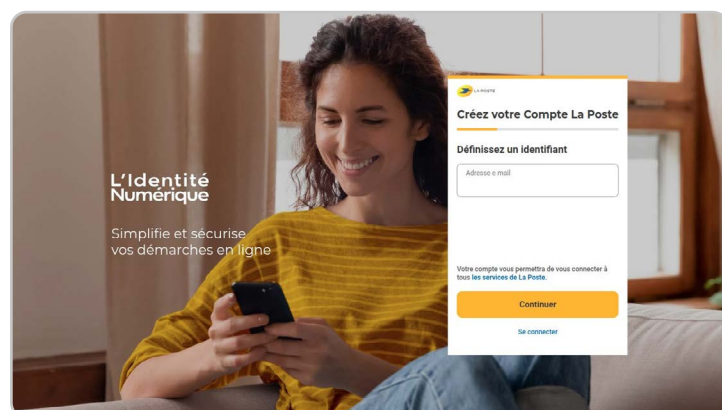 L'Identité
Numérique
Simplifie et sécurise
vos démarches en ligne
LA POSTE
Créez votre Compte La Poste
Définissez un identifiant
Adresse e-mail
Votre compte vous permettra de vous connecter à
tous les services de La Poste.
Continuer
Se connecter